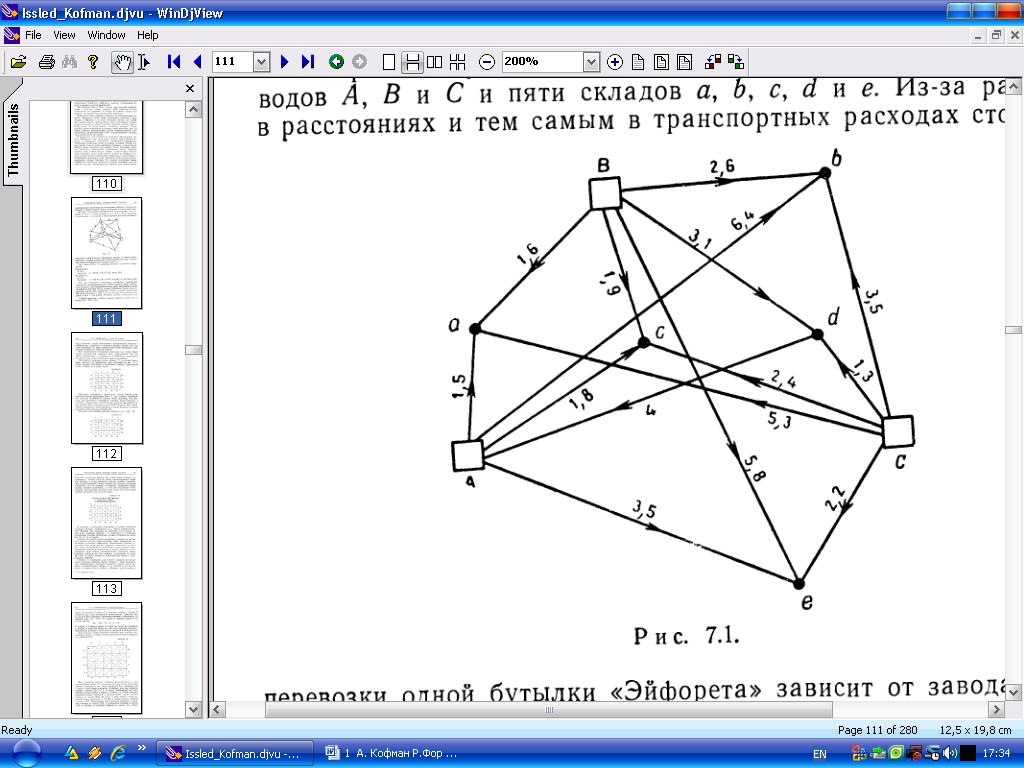 Issled_Kofman.djvu - WinDjView
File View Window Help
111
200%
Thumbnails
110
111
112
113
водов A, B и C и пяти складов a, b, c, d и e. Из-за
в расстояниях и тем самым в транспортных расходах
B
2,6
b
1,6
1,9
3,1
6,4
a
c
d
3,5
1,5
1,8
4
2,4
5,3
1,3
A
C
3,5
5,8
2,2
e
Рис. 7.1.
перевозки одной бутылки «Эйфорета» зависит от завода
Ready
Page 111 of 280
12,5 x 19,8 cm
Issled_Kofman.djvu -...
1 А. Кофман Р.Фор ...
EN
17:34